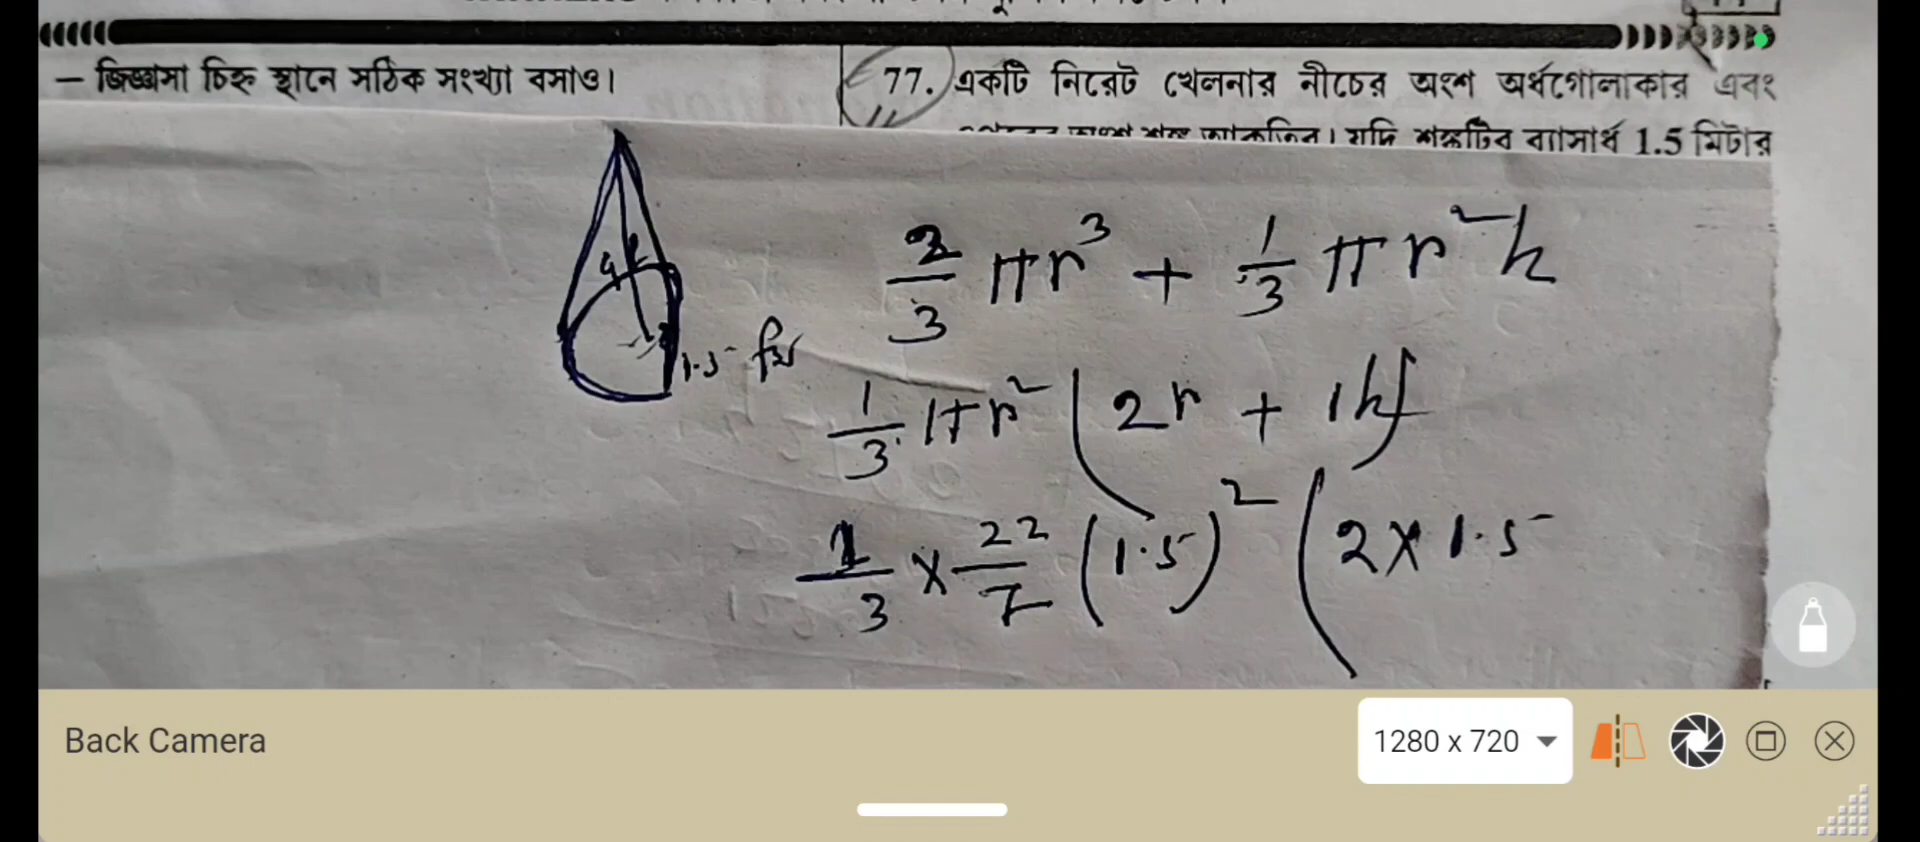 — জিজ্ঞাসা চিহ্ন স্থানে সঠিক সংখ্যা বসাও।
77. একটি নিরেট খেলনার নীচের অংশ অর্ধগোলাকার এবং
যদি শঙ্কুটির ব্যাসার্ধ 1.5 মিটার
2/3 πr³ + 1/3 πr²h
1.5
1/3 πr² (2r + 1h)
1/3 × 22/7 (1.5)² (2 × 1.5
Back Camera
1280 x 720